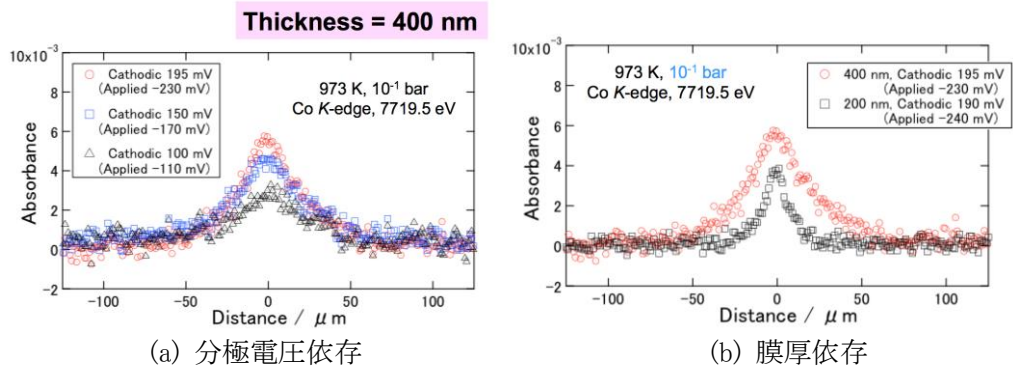 Thickness = 400 nm
10x10⁻³
8
6
4
2
0
-2
Absorbance
Cathodic 195 mV
(Applied -230 mV)
Cathodic 150 mV
(Applied -170 mV)
Cathodic 100 mV
(Applied -110 mV)
973 K, 10⁻¹ bar
Co K-edge, 7719.5 eV
-100 -50 0 50 100
Distance / μm
(a) 分極電圧依存
10x10⁻³
8
6
4
2
0
-2
Absorbance
973 K, 10⁻¹ bar
Co K-edge, 7719.5 eV
400 nm, Cathodic 195 mV
(Applied -230 mV)
200 nm, Cathodic 190 mV
(Applied -240 mV)
-100 -50 0 50 100
Distance / μm
(b) 膜厚依存